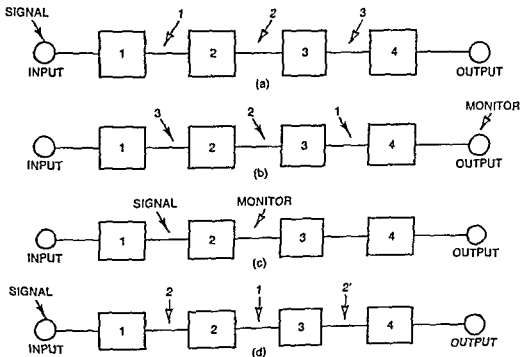 SIGNAL
1 2 3
1 2 3 4
INPUT OUTPUT
(a)
3 2 1 MONITOR
1 2 3 4
INPUT OUTPUT
(b)
SIGNAL MONITOR
1 2 3 4
INPUT OUTPUT
(c)
SIGNAL 2 1 2'
1 2 3 4
INPUT OUTPUT
(d)